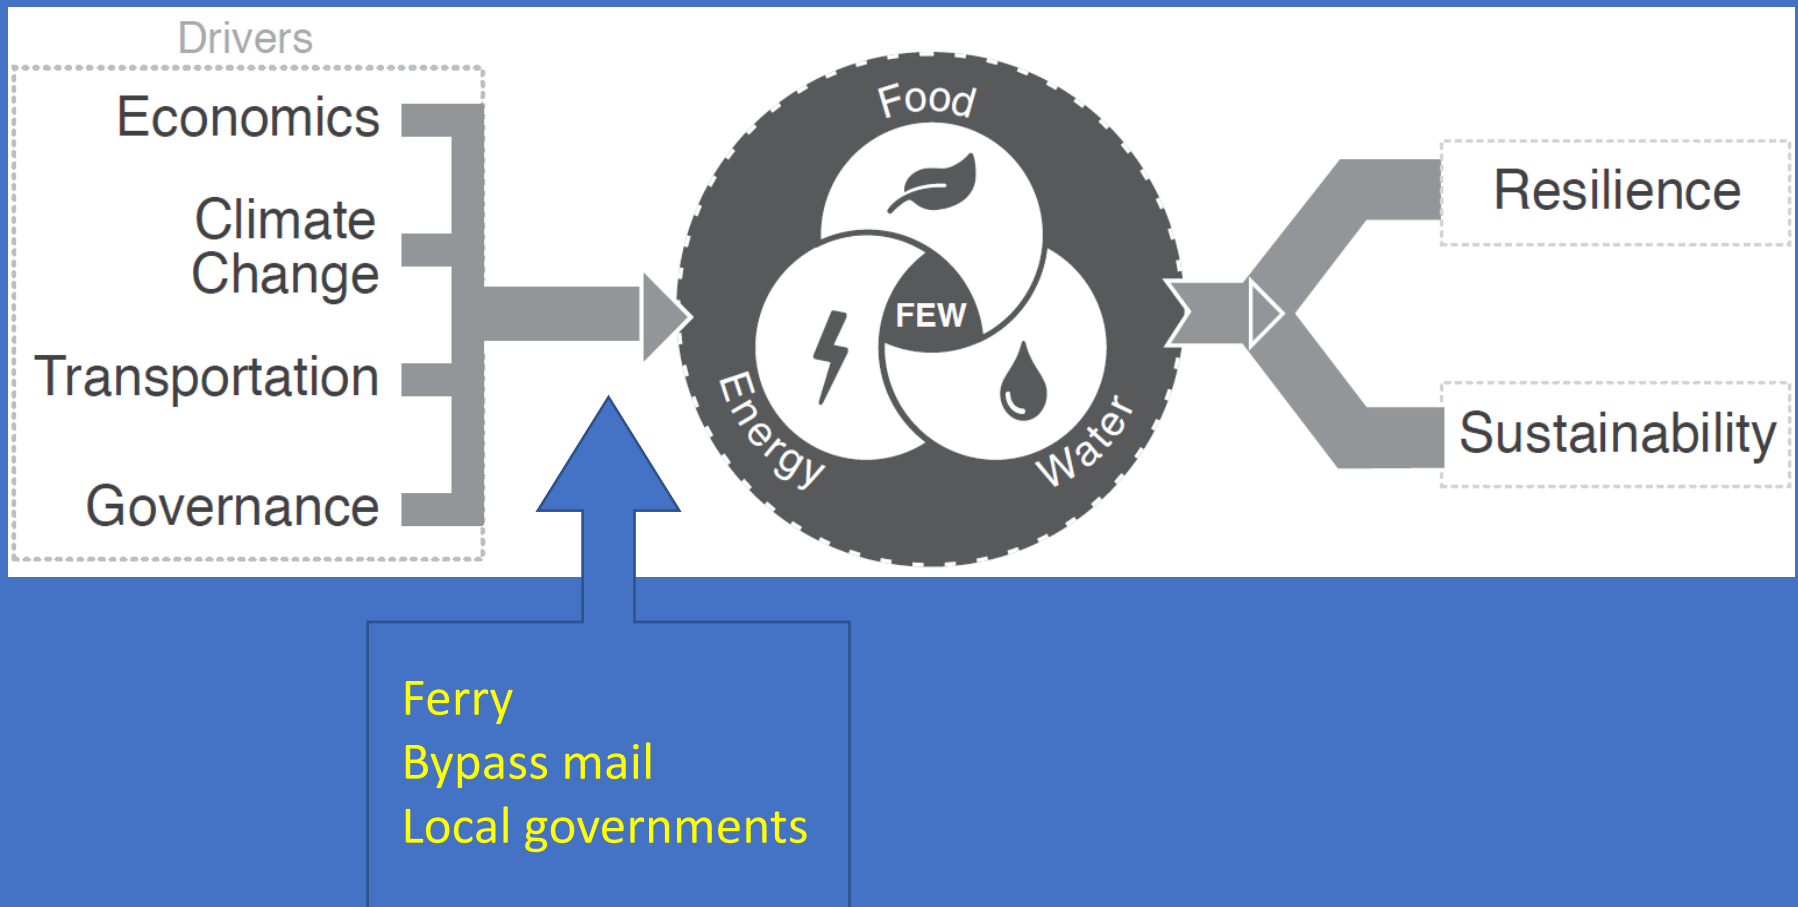 Drivers
Economics
Climate
Change
Transportation
Governance
Food
FEW
Energy
Water
Resilience
Sustainability
Ferry
Bypass mail
Local governments